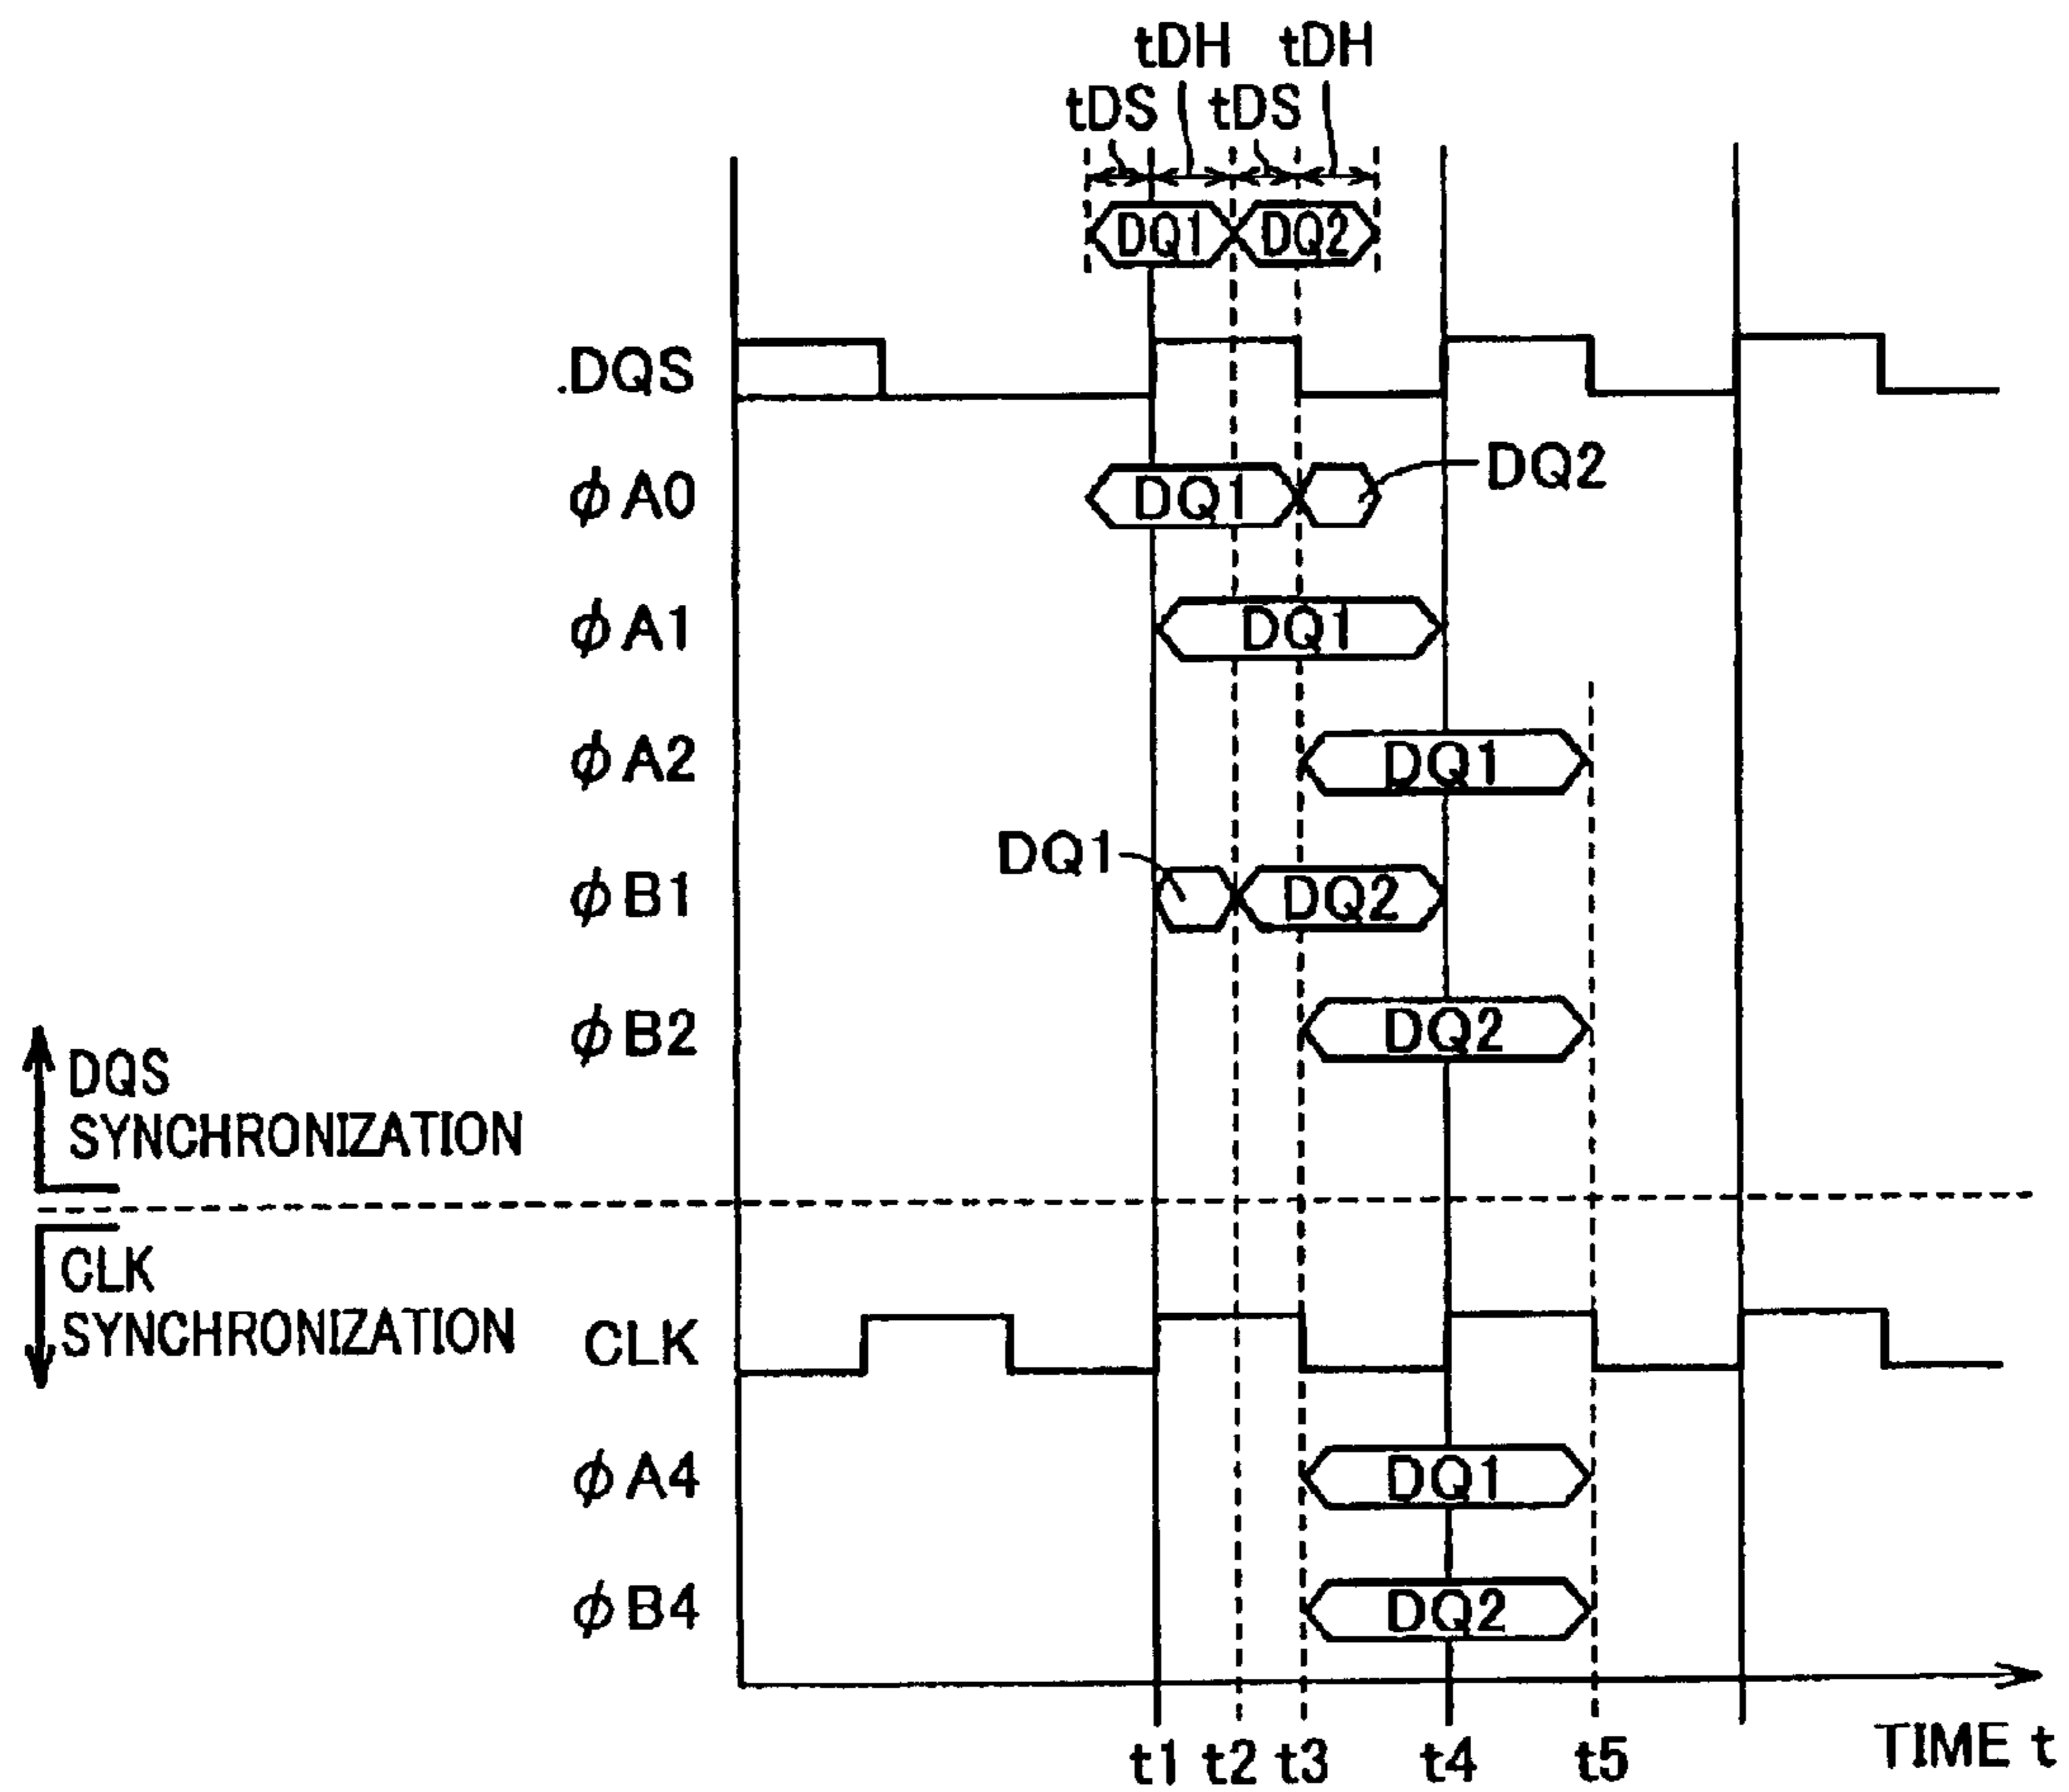 tDH tDH
tDS tDS
DQ1 DQ2
.DQS
φA0 DQ1 DQ2
φA1 DQ1
φA2 DQ1
DQ1
φB1 DQ2
φB2 DQ2
DQS
SYNCHRONIZATION
CLK
SYNCHRONIZATION
CLK
φA4 DQ1
φB4 DQ2
t1 t2 t3 t4 t5 TIME t